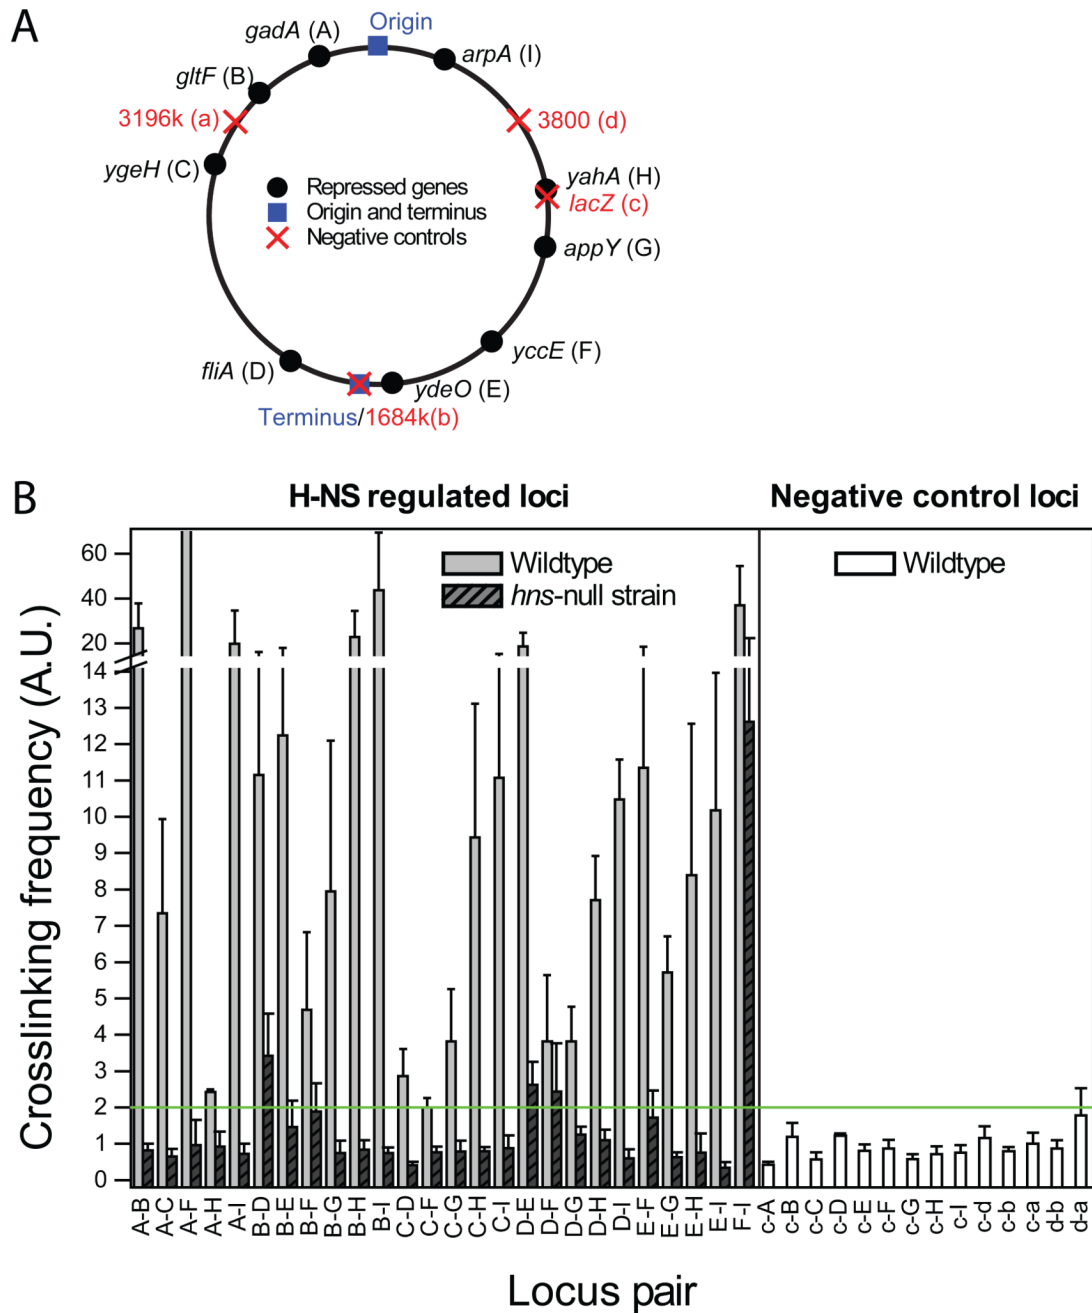 A
Origin
gadA (A)
arpA (I)
gltF (B)
3196k (a)
3800 (d)
ygeH (C)
yahA (H)
Repressed genes
lacZ (c)
Origin and terminus
Negative controls
appY (G)
yccE (F)
fliA (D)
ydeO (E)
Terminus/1684k(b)
B
H-NS regulated loci
Negative control loci
Wildtype
hns-null strain
Wildtype
Crosslinking frequency (A.U.)
60
40
20
14
13
12
11
10
9
8
7
6
5
4
3
2
1
0
A-B
A-C
A-F
A-H
A-I
B-D
B-E
B-F
B-G
B-H
B-I
C-D
C-F
C-G
C-H
C-I
D-E
D-F
D-G
D-H
D-I
E-F
E-G
E-H
E-I
F-I
c-A
c-B
c-C
c-D
c-E
c-F
c-G
c-H
c-I
c-d
c-b
c-a
d-b
d-a
Locus pair